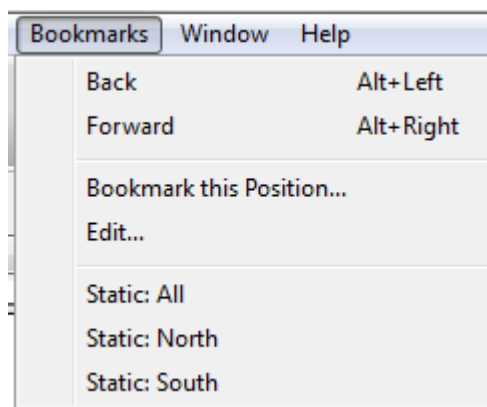 Bookmarks Window Help
Back Alt+Left
Forward Alt+Right
Bookmark this Position...
Edit...
Static: All
Static: North
Static: South